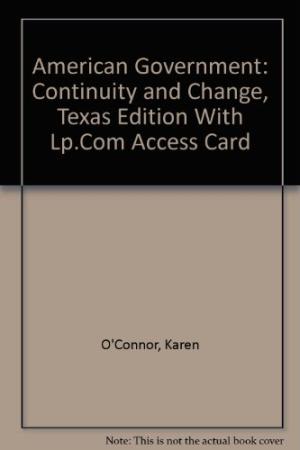 American Government:
Continuity and Change,
Texas Edition With
Lp.Com Access Card
O'Connor, Karen
Note: This is not the actual book cover